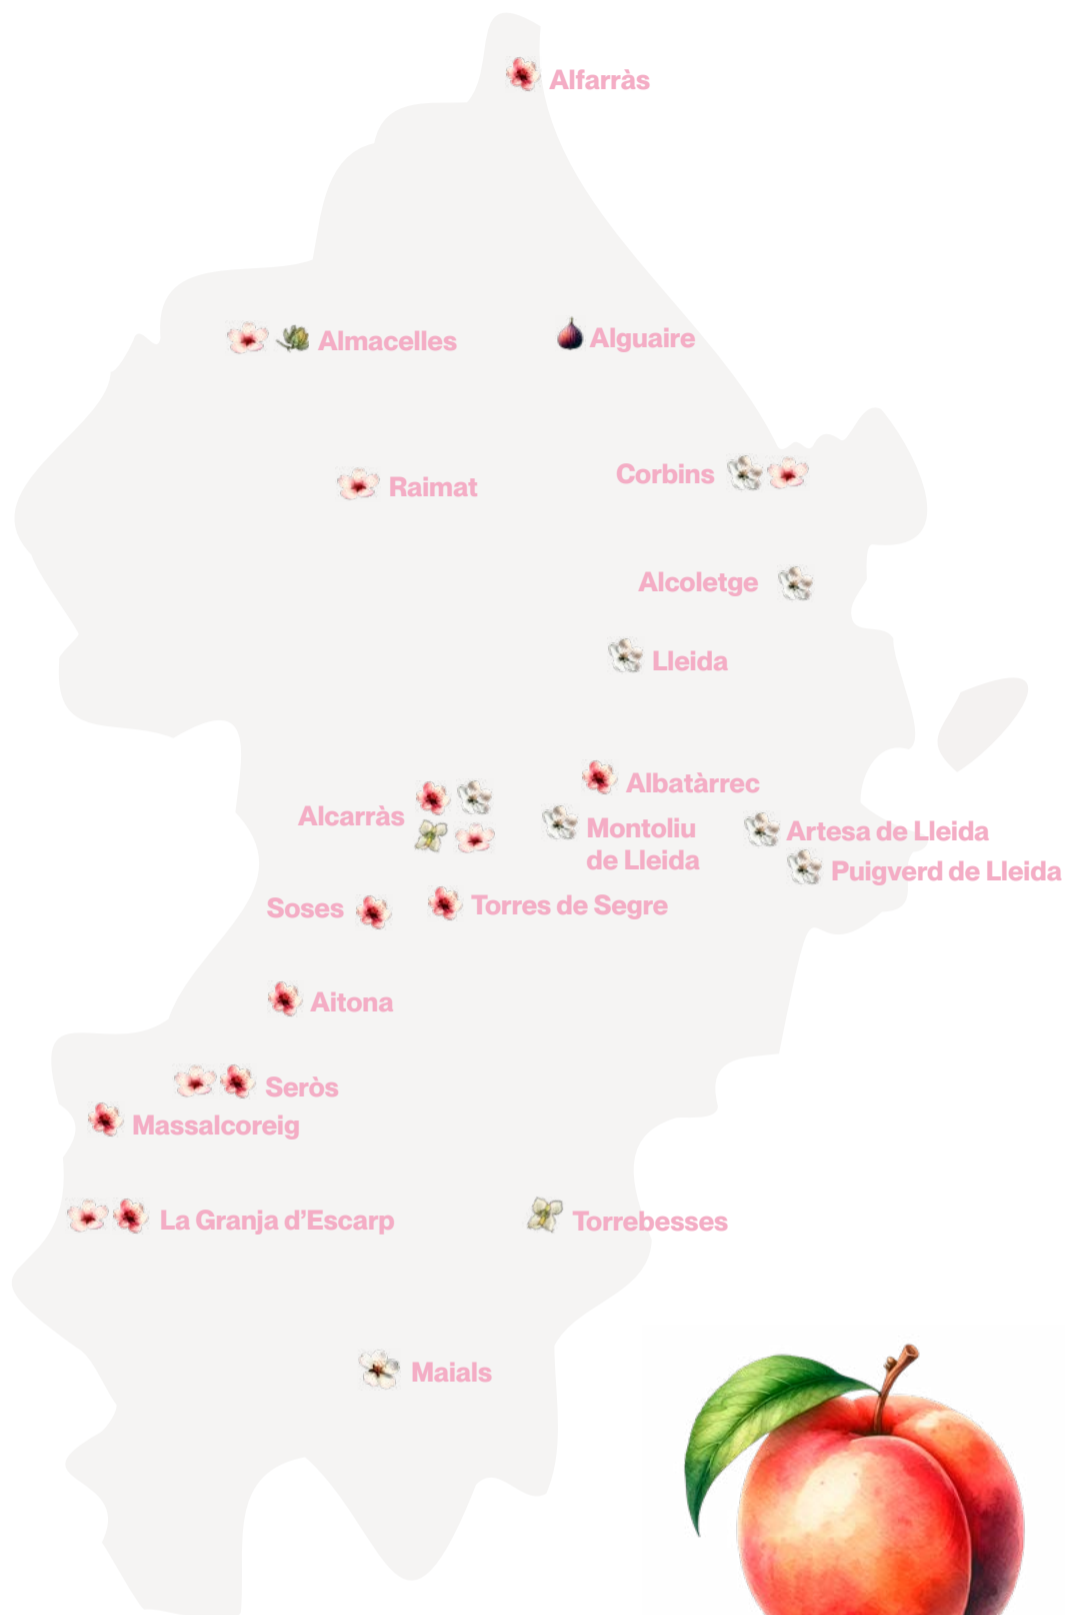 Alfarràs
Almacelles
Alguaire
Raimat
Corbins
Alcoletge
Lleida
Albatàrrec
Alcarràs
Montoliu
de Lleida
Artesa de Lleida
Puigverd de Lleida
Soses
Torres de Segre
Aitona
Seròs
Massalcoreig
La Granja d’Escarp
Torrebesses
Maials